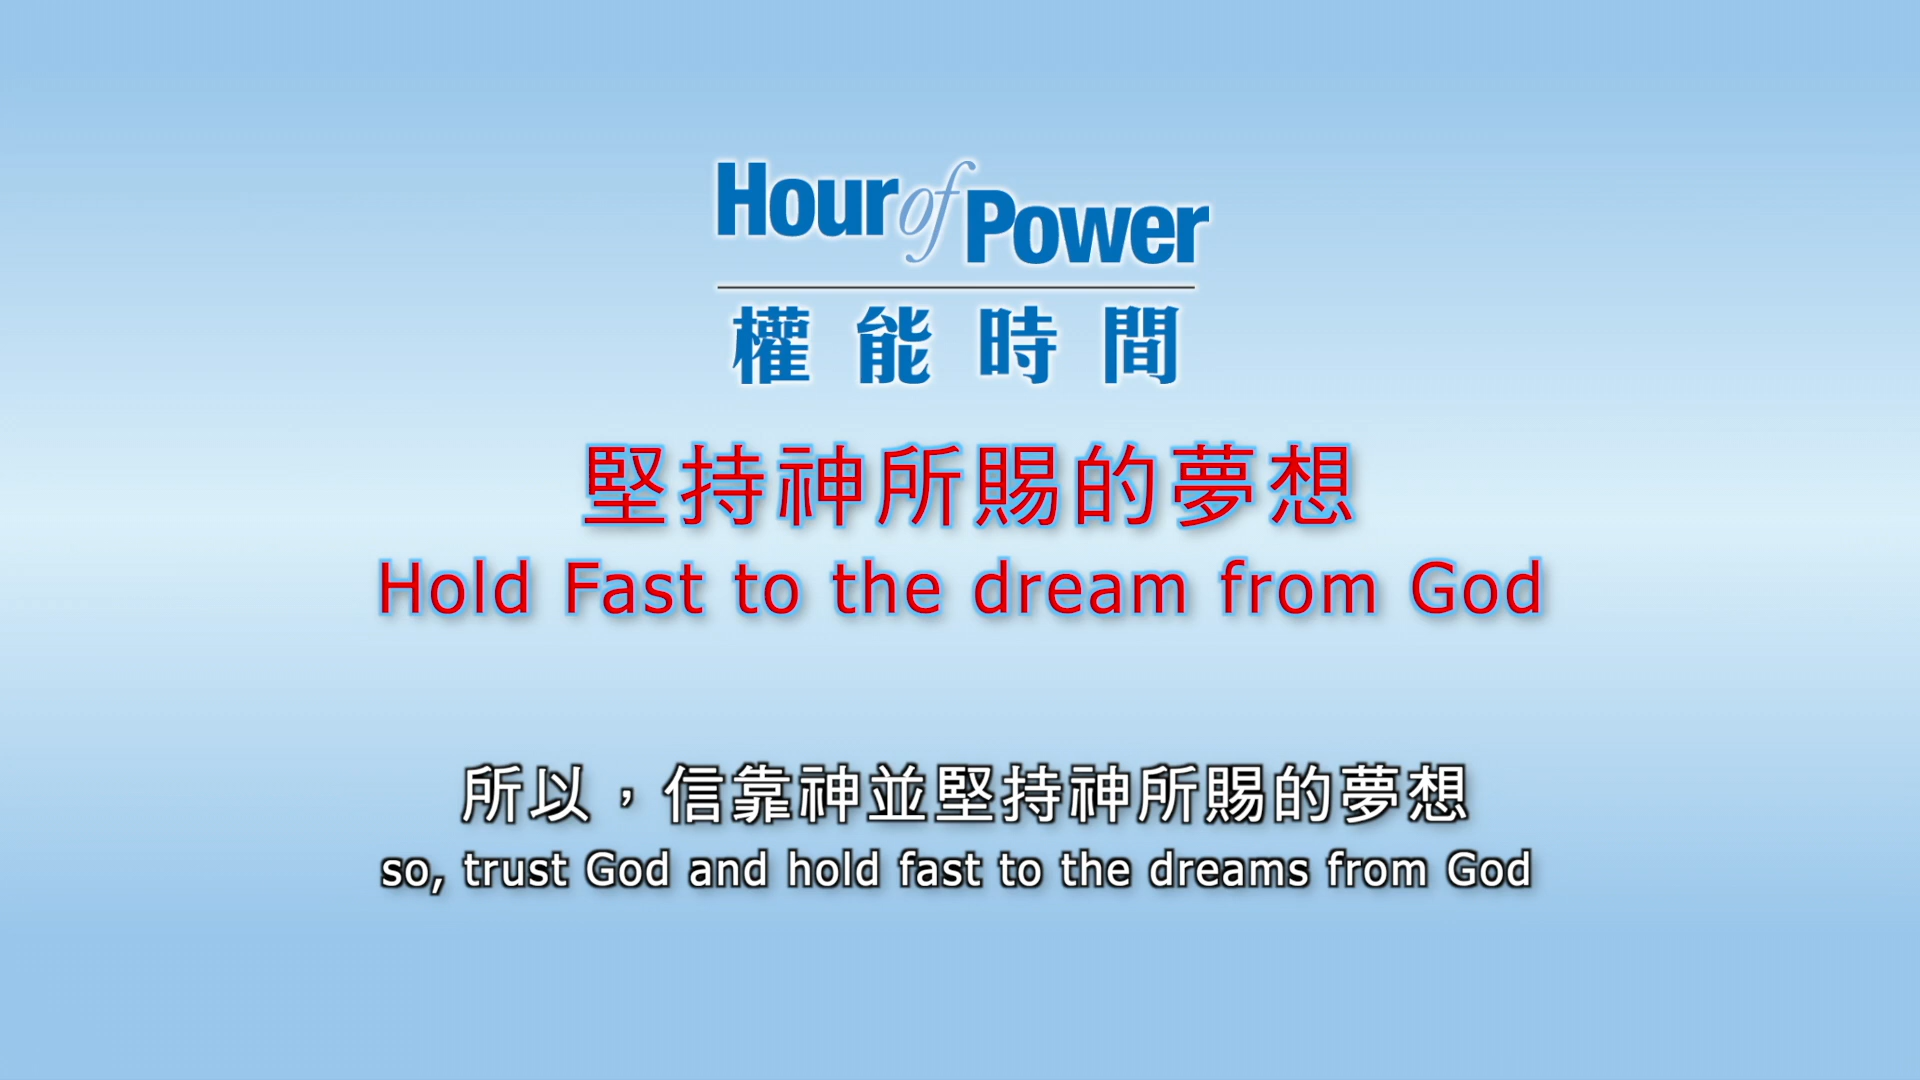 Hour of Power
權能時間
堅持神所賜的夢想
Hold Fast to the dream from God
所以，信靠神並堅持神所賜的夢想
so, trust God and hold fast to the dreams from God